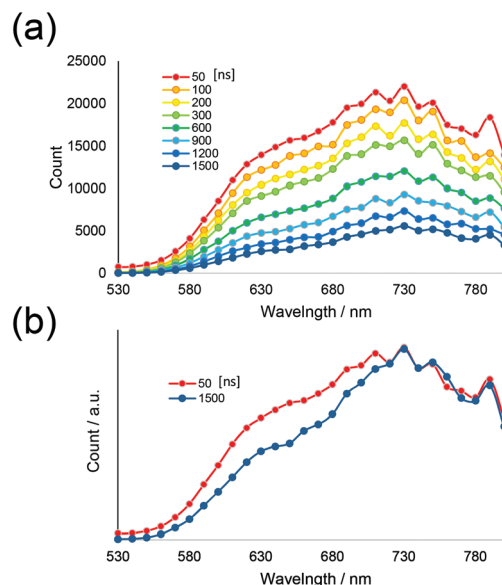 (a)
25000
20000
15000
10000
5000
0
Count
50 [ns]
100
200
300
600
900
1200
1500
530 580 630 680 730 780
Wavelngth / nm
(b)
Count / a.u.
50 [ns]
1500
530 580 630 680 730 780
Wavelength / nm